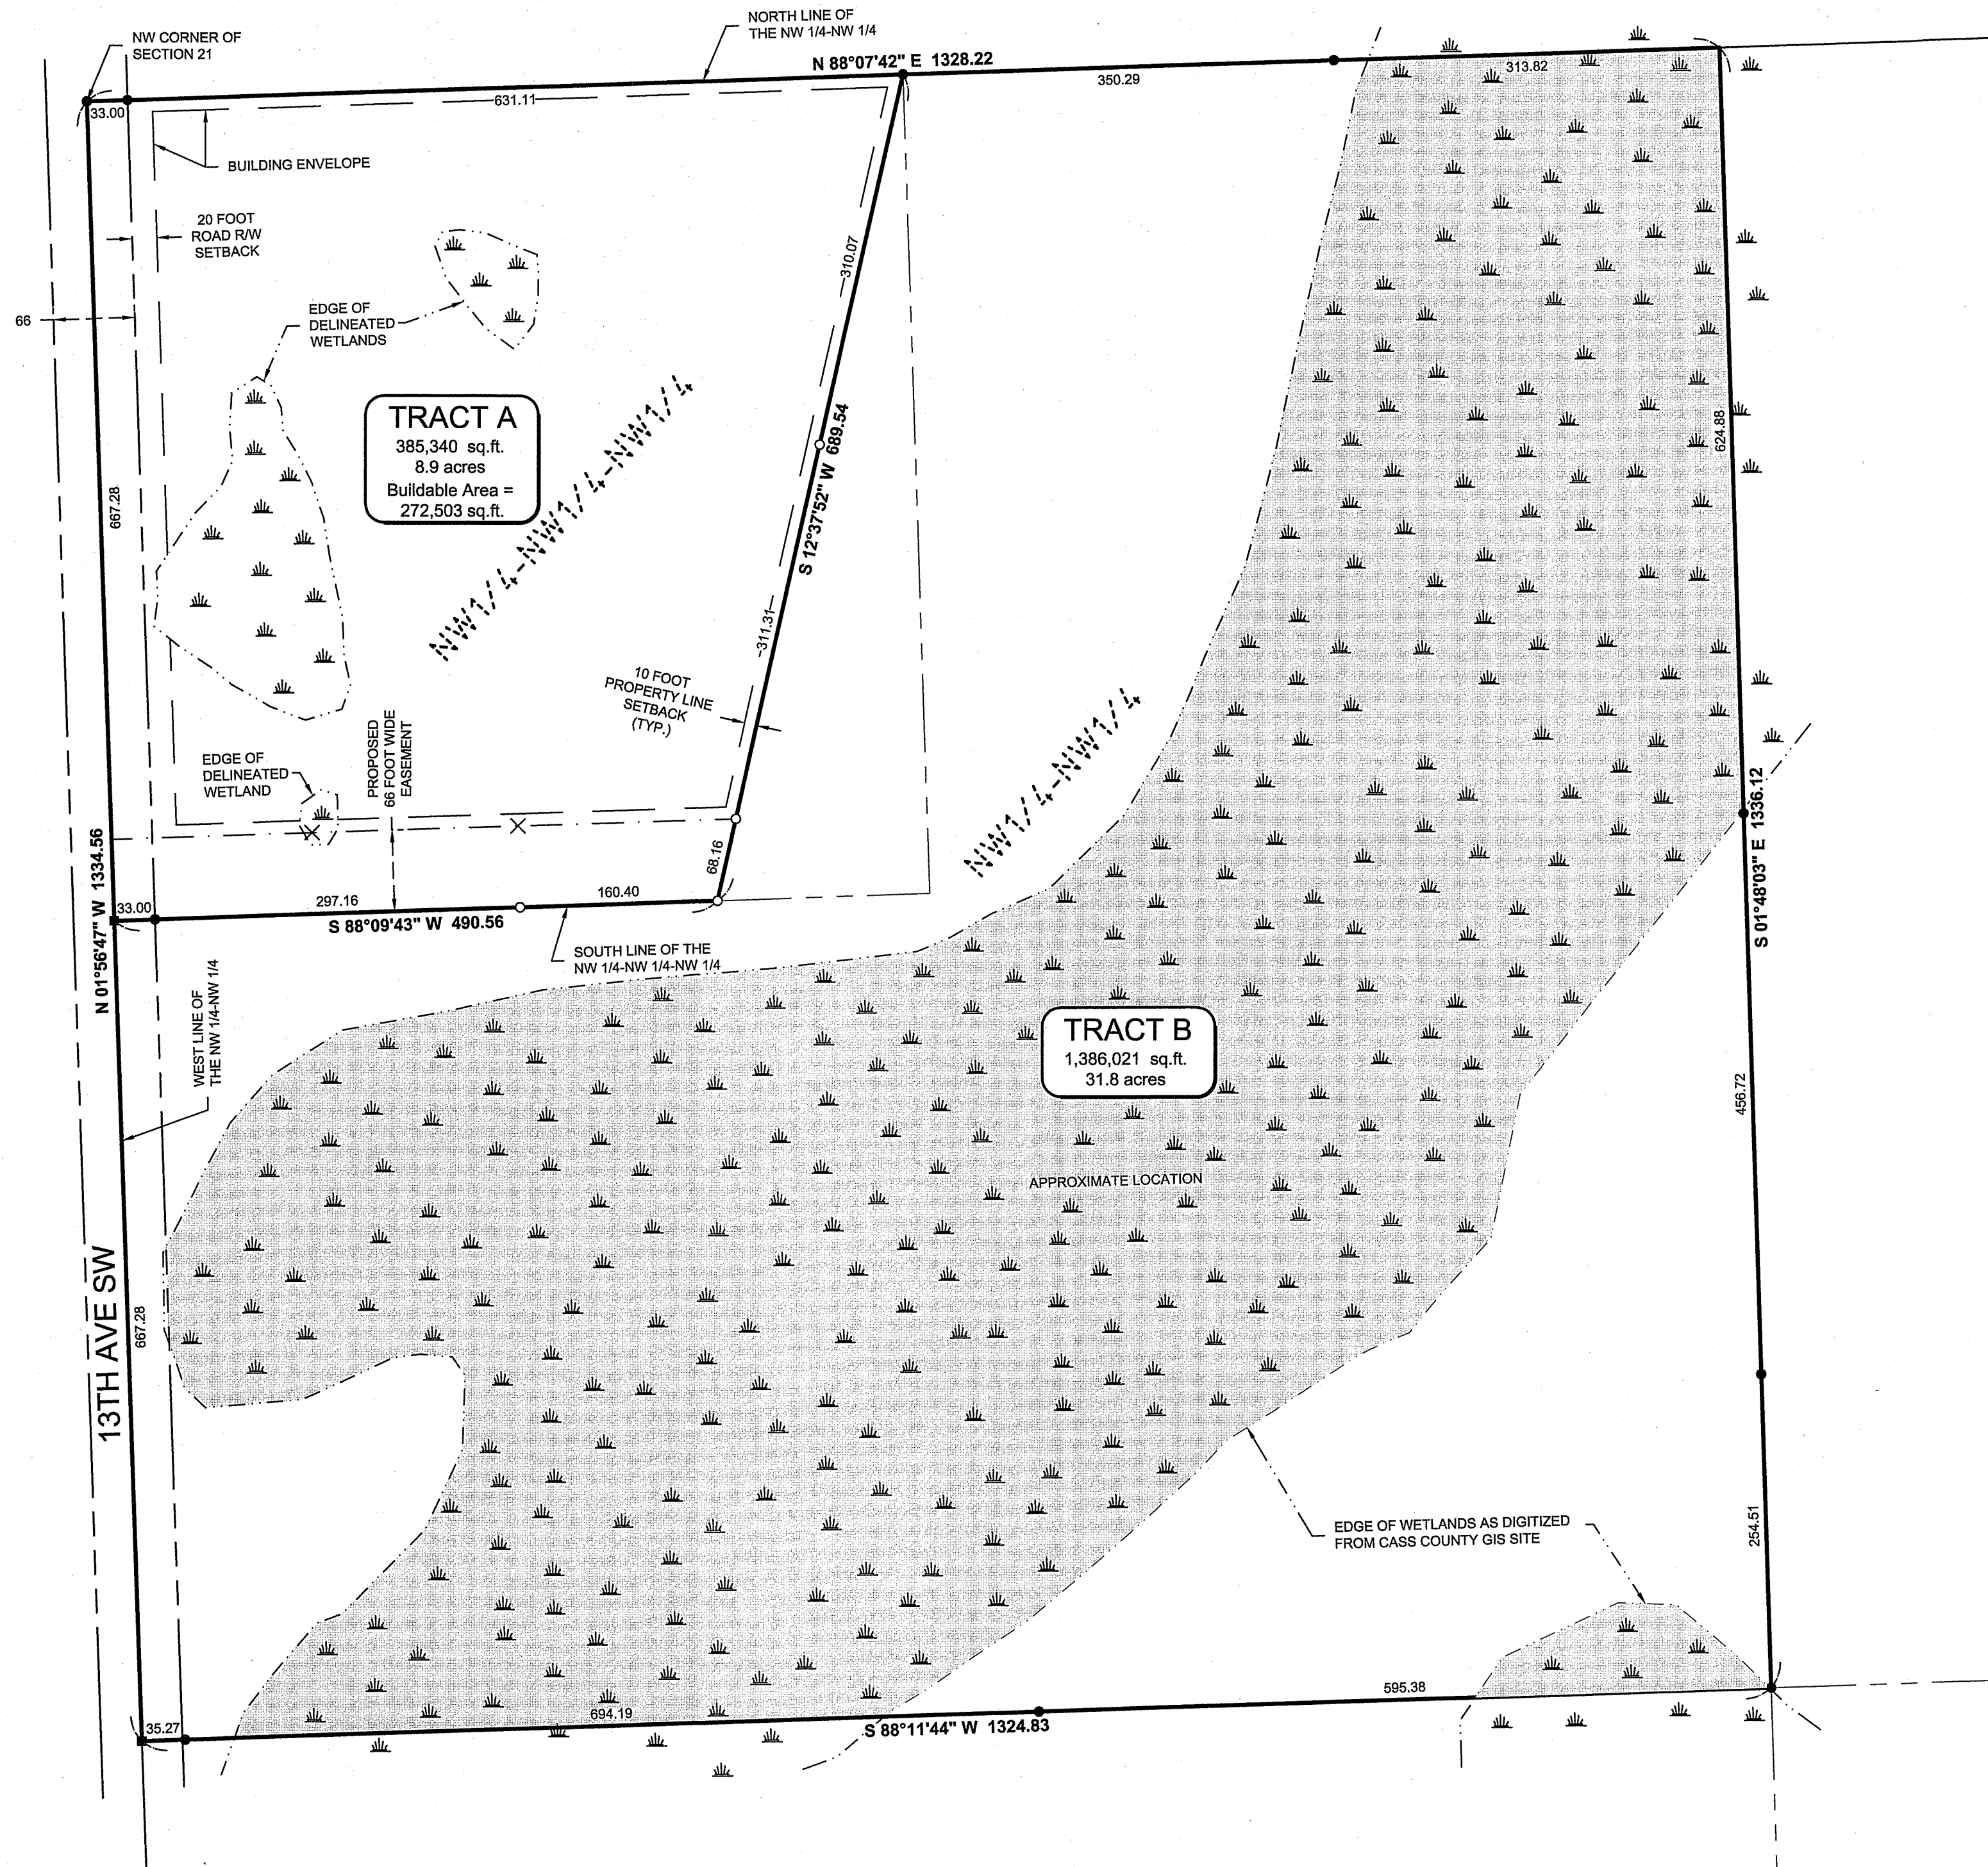 NORTH LINE OF
THE NW 1/4-NW 1/4
NW CORNER OF
SECTION 21
N 88°07'42" E 1328.22
33.00
631.11
350.29
313.82
BUILDING ENVELOPE
20 FOOT
ROAD R/W
SETBACK
66
EDGE OF
DELINEATED
WETLANDS
310.07
TRACT A
385,340 sq.ft.
8.9 acres
Buildable Area =
272,503 sq.ft.
NW1/4-NW1/4-NW1/4
667.28
S 12°37'52" W 689.54
624.88
311.31
10 FOOT
PROPERTY LINE
SETBACK
(TYP.)
NW1/4-NW1/4
EDGE OF
DELINEATED
WETLAND
PROPOSED
66 FOOT WIDE
EASEMENT
68.16
S 01°48'03" E 1336.12
N 01°56'47" W 1334.56
33.00
297.16
160.40
S 88°09'43" W 490.56
SOUTH LINE OF THE
NW 1/4-NW 1/4-NW 1/4
WEST LINE OF
THE NW 1/4-NW 1/4
TRACT B
1,386,021 sq.ft.
31.8 acres
456.72
APPROXIMATE LOCATION
13TH AVE SW
667.28
EDGE OF WETLANDS AS DIGITIZED
FROM CASS COUNTY GIS SITE
254.51
35.27
694.19
595.38
S 88°11'44" W 1324.83